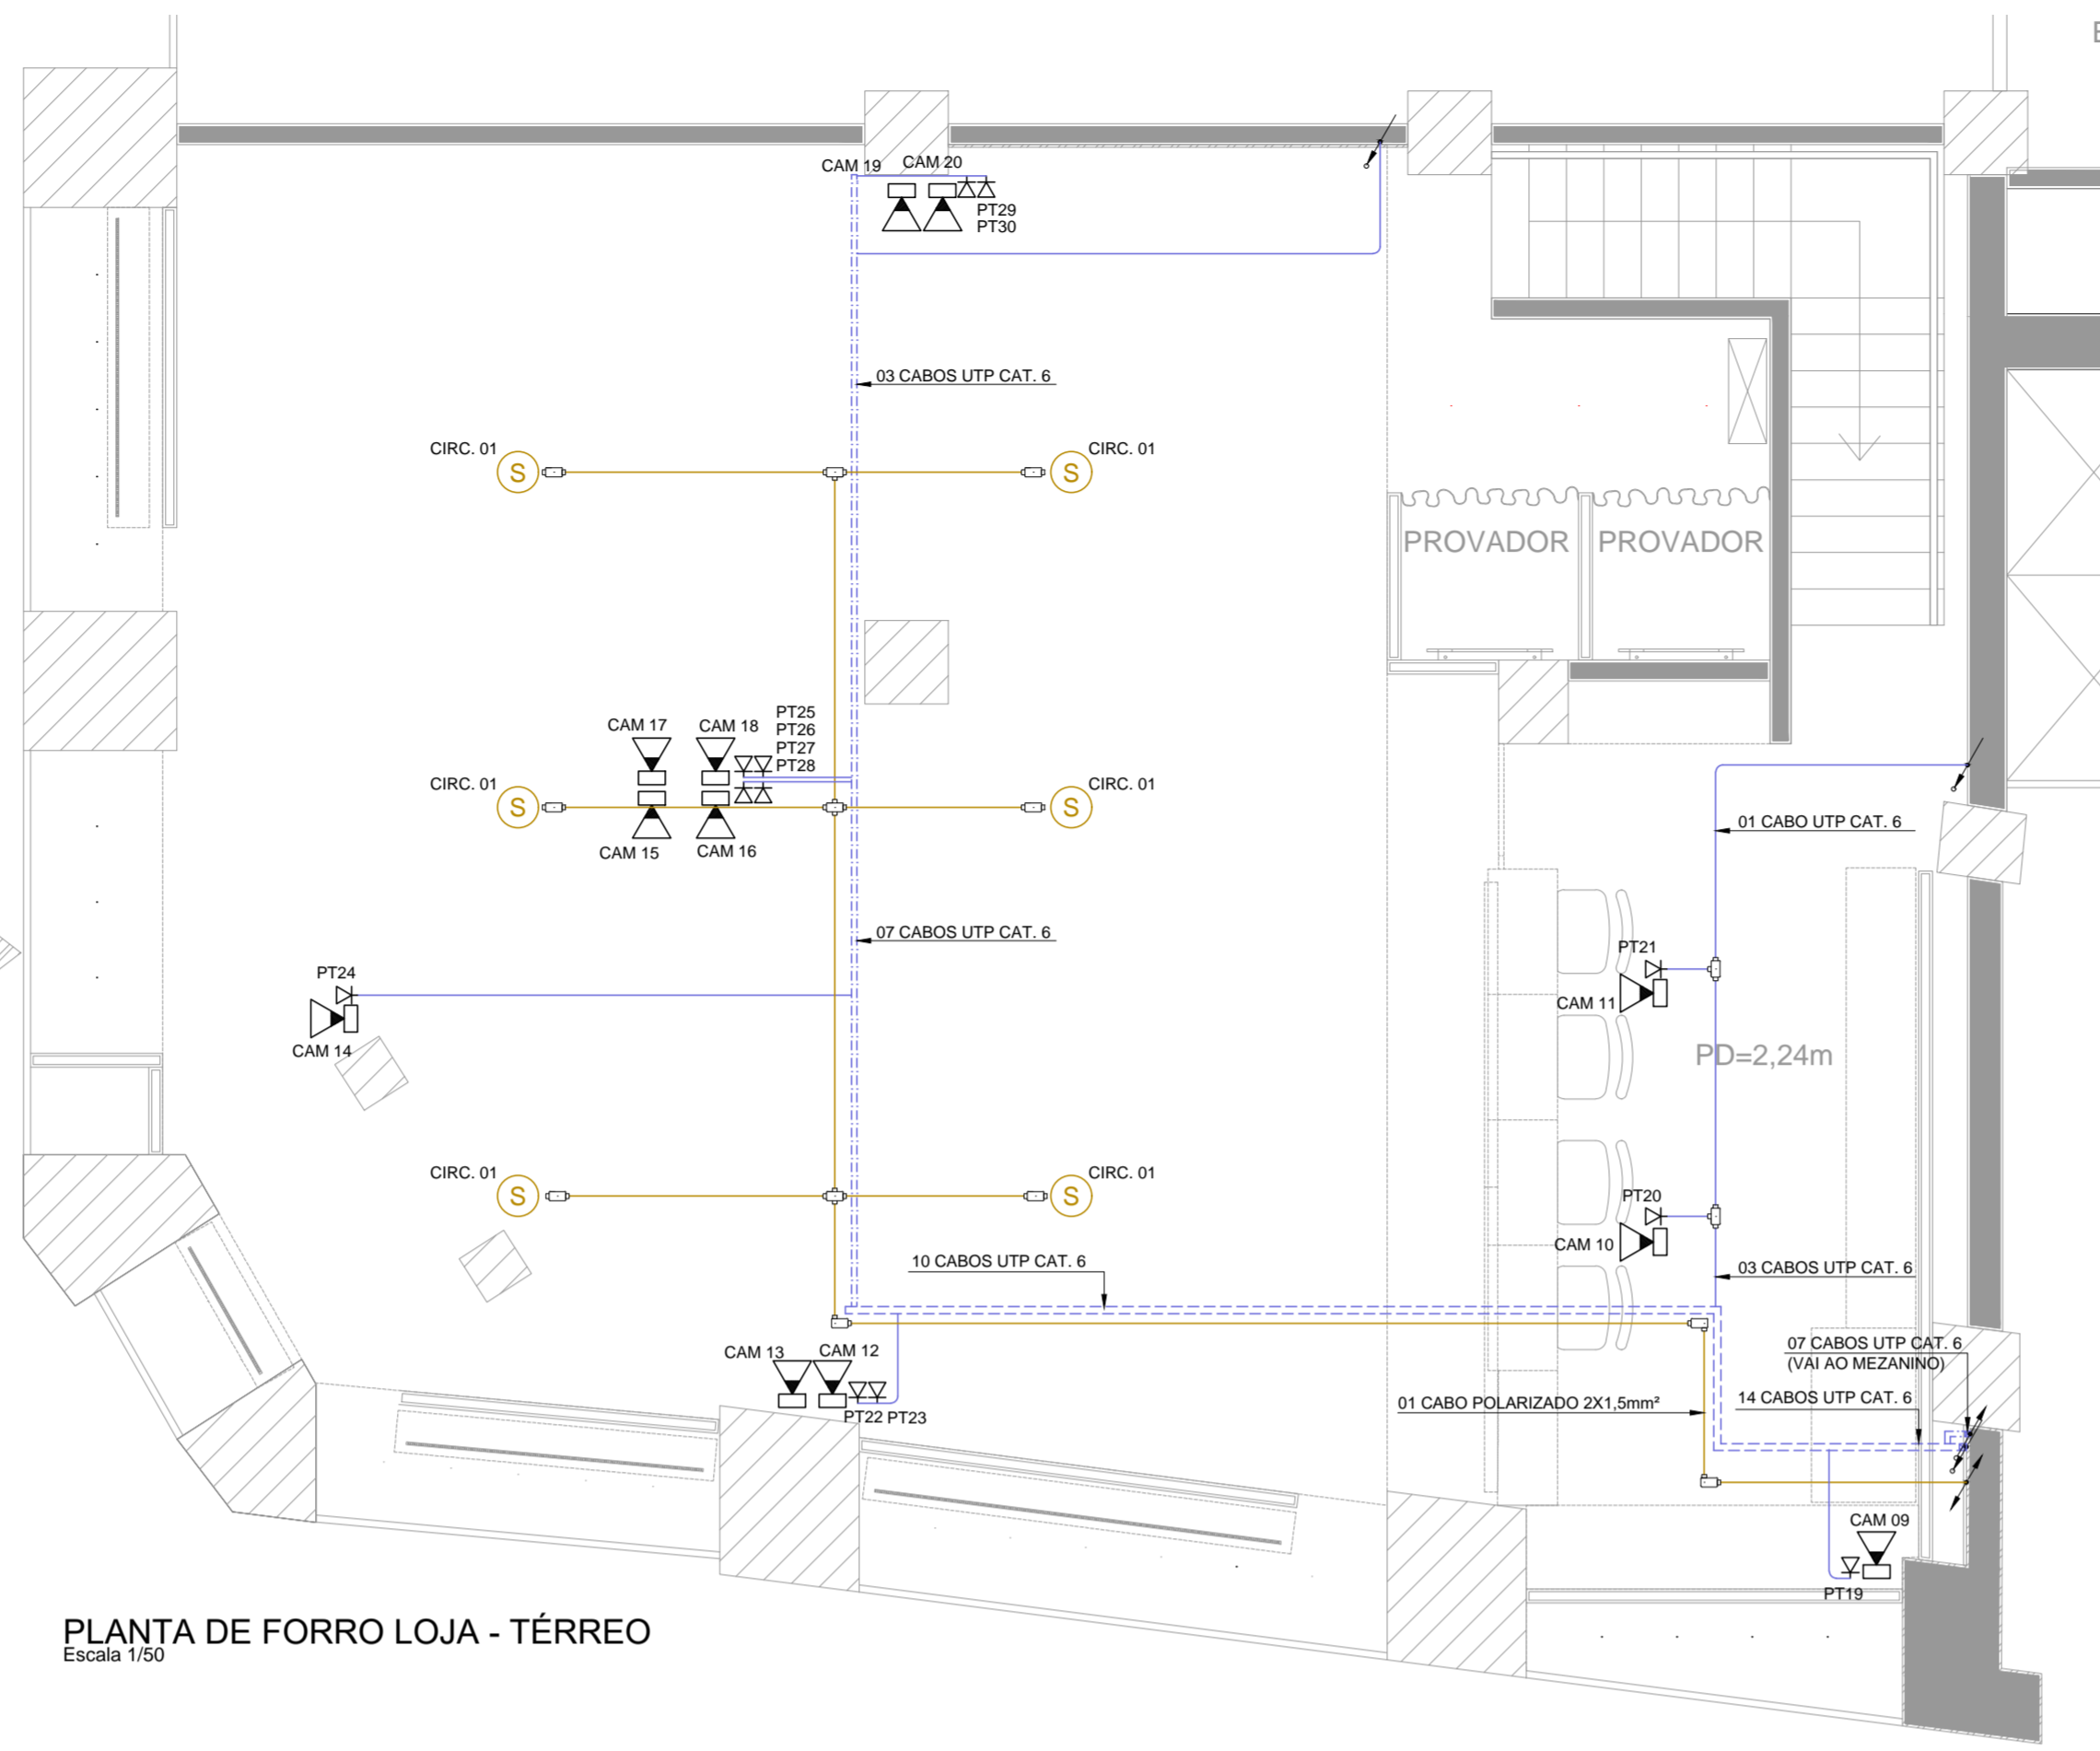 E
CAM 19
CAM 20
PT29
PT30
03 CABOS UTP CAT. 6
CIRC. 01
S
S
CIRC. 01
PROVADOR
PROVADOR
CAM 17
CAM 18
PT25
PT26
PT27
PT28
CIRC. 01
S
S
CIRC. 01
CAM 15
CAM 16
01 CABO UTP CAT. 6
07 CABOS UTP CAT. 6
PT21
CAM 11
PT24
CAM 14
PD=2,24m
CIRC. 01
S
S
CIRC. 01
PT20
CAM 10
10 CABOS UTP CAT. 6
03 CABOS UTP CAT. 6
CAM 13
CAM 12
PT22 PT23
07 CABOS UTP CAT. 6
(VAI AO MEZANINO)
01 CABO POLARIZADO 2X1,5mm²
14 CABOS UTP CAT. 6
CAM 09
PT19
PLANTA DE FORRO LOJA - TÉRREO
Escala 1/50